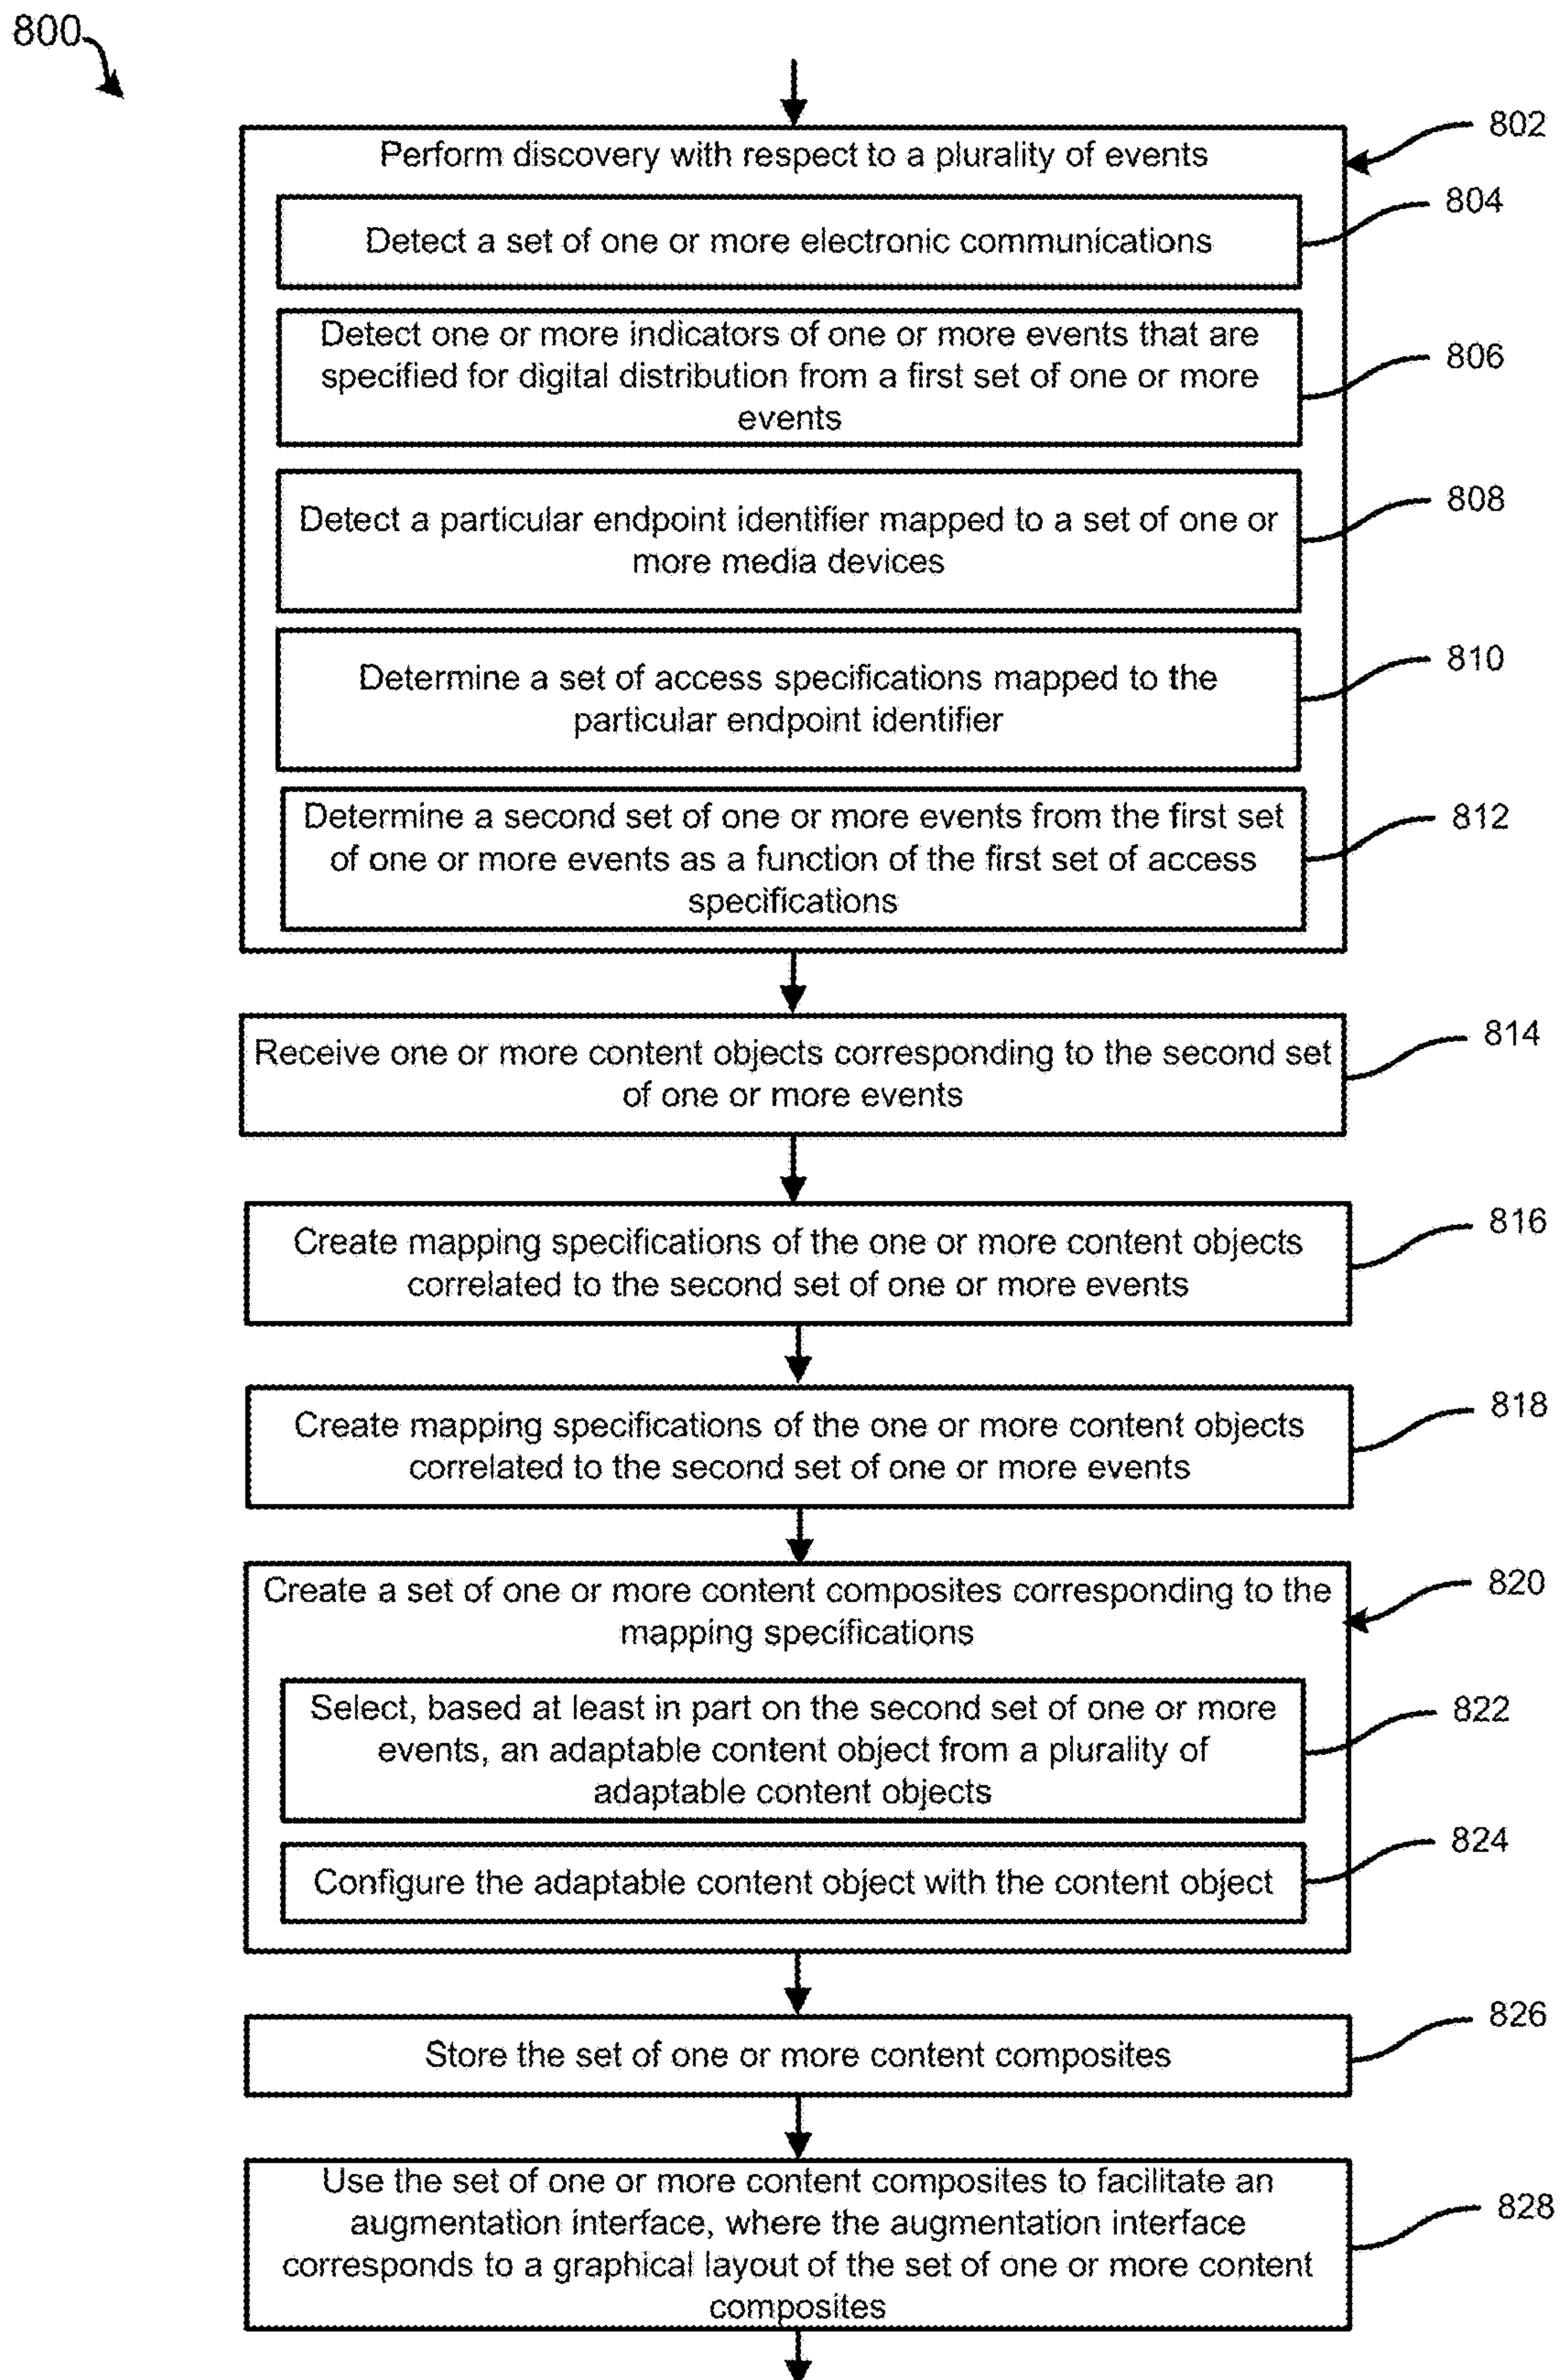 800
802
Perform discovery with respect to a plurality of events
804
Detect a set of one or more electronic communications
Detect one or more indicators of one or more events that are
specified for digital distribution from a first set of one or more
events
806
Detect a particular endpoint identifier mapped to a set of one or
more media devices
808
Determine a set of access specifications mapped to the
particular endpoint identifier
810
Determine a second set of one or more events from the first set
of one or more events as a function of the first set of access
specifications
812
Receive one or more content objects corresponding to the second set
of one or more events
814
Create mapping specifications of the one or more content objects
correlated to the second set of one or more events
816
Create mapping specifications of the one or more content objects
correlated to the second set of one or more events
818
Create a set of one or more content composites corresponding to the
mapping specifications
820
Select, based at least in part on the second set of one or more
events, an adaptable content object from a plurality of
adaptable content objects
822
Configure the adaptable content object with the content object
824
Store the set of one or more content composites
826
Use the set of one or more content composites to facilitate an
augmentation interface, where the augmentation interface
corresponds to a graphical layout of the set of one or more content
composites
828